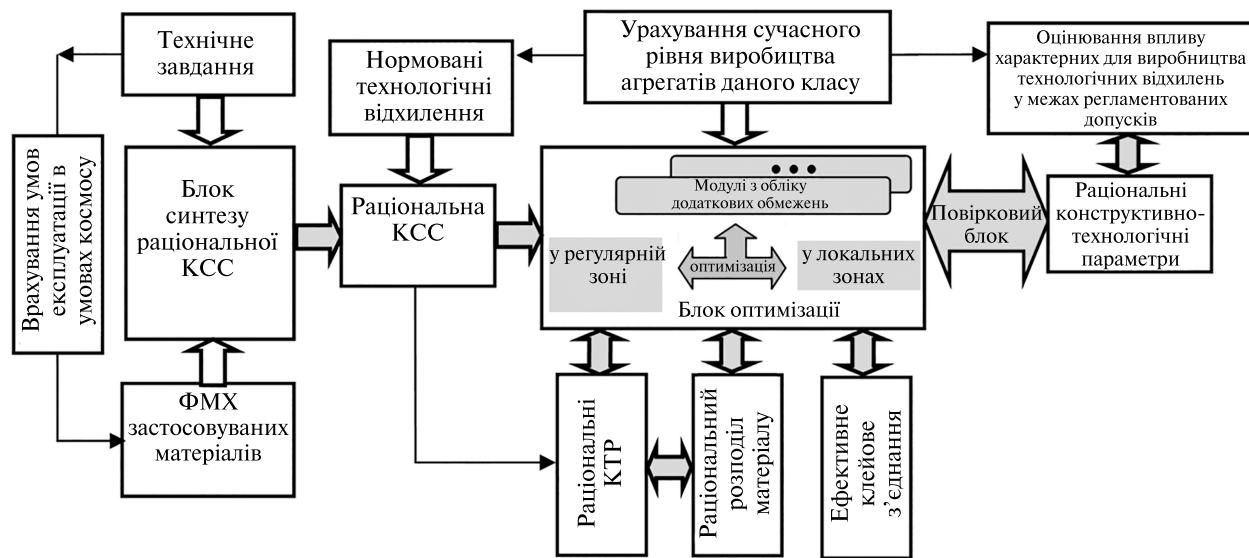 Технічне
завдання
Врахування умов
експлуатації в
умовах космосу
Блок
синтезу
раціональної
КСС
ФМХ
застосовуваних
матеріалів
Нормовані
технологічні
відхилення
Раціональна
КСС
Урахування сучасного
рівня виробництва
агрегатів даного класу
Модулі з обліку
додаткових обмежень
у регулярній
зоні
оптимізація
у локальних
зонах
Блок оптимізації
Раціональні
КТР
Раціональний
розподіл
матеріалу
Ефективне
клейове
з’єднання
Повірковий
блок
Оцінювання впливу
характерних для виробництва
технологічних відхилень
у межах регламентованих
допусків
Раціональні
конструктивно-
технологічні
параметри